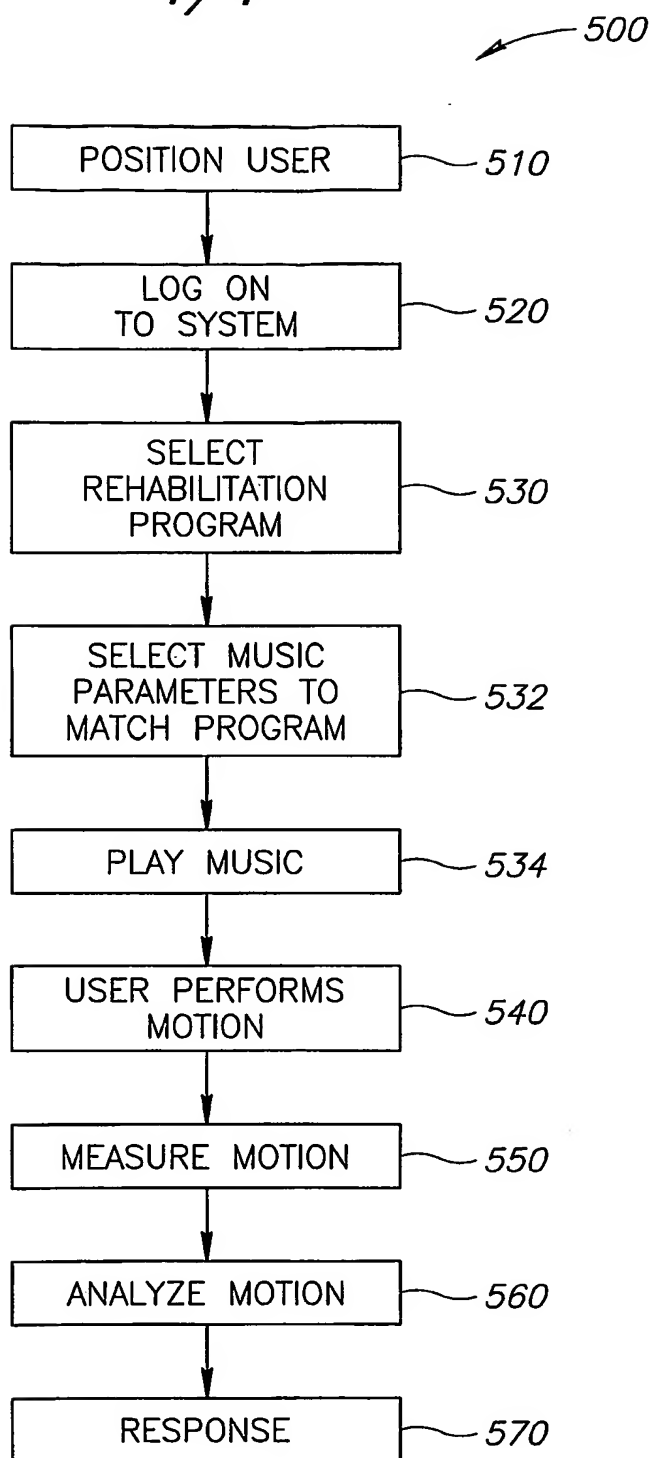 500
POSITION USER 510
LOG ON
TO SYSTEM 520
SELECT
REHABILITATION
PROGRAM 530
SELECT MUSIC
PARAMETERS TO
MATCH PROGRAM 532
PLAY MUSIC 534
USER PERFORMS
MOTION 540
MEASURE MOTION 550
ANALYZE MOTION 560
RESPONSE 570